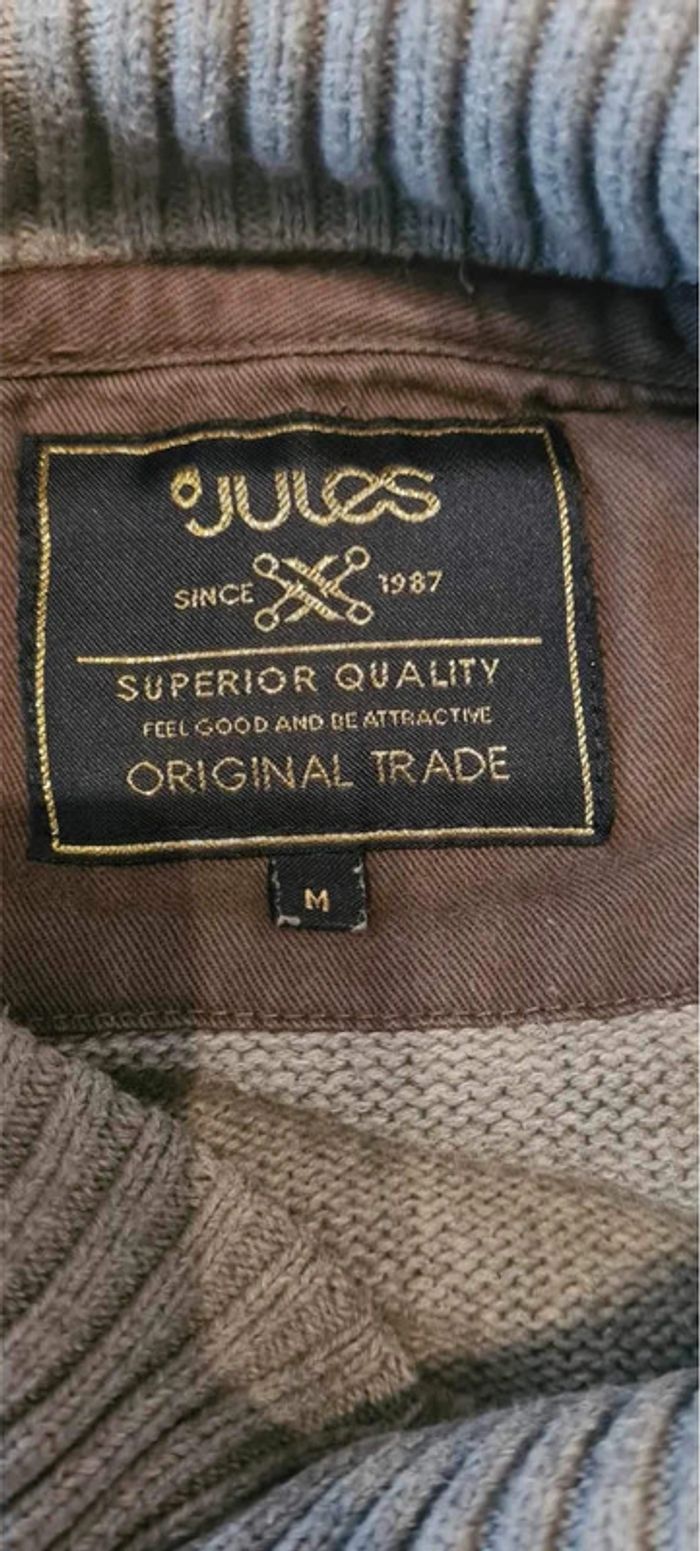 JULES
SINCE 1987
SUPERIOR QUALITY
FEEL GOOD AND BE ATTRACTIVE
ORIGINAL TRADE
M